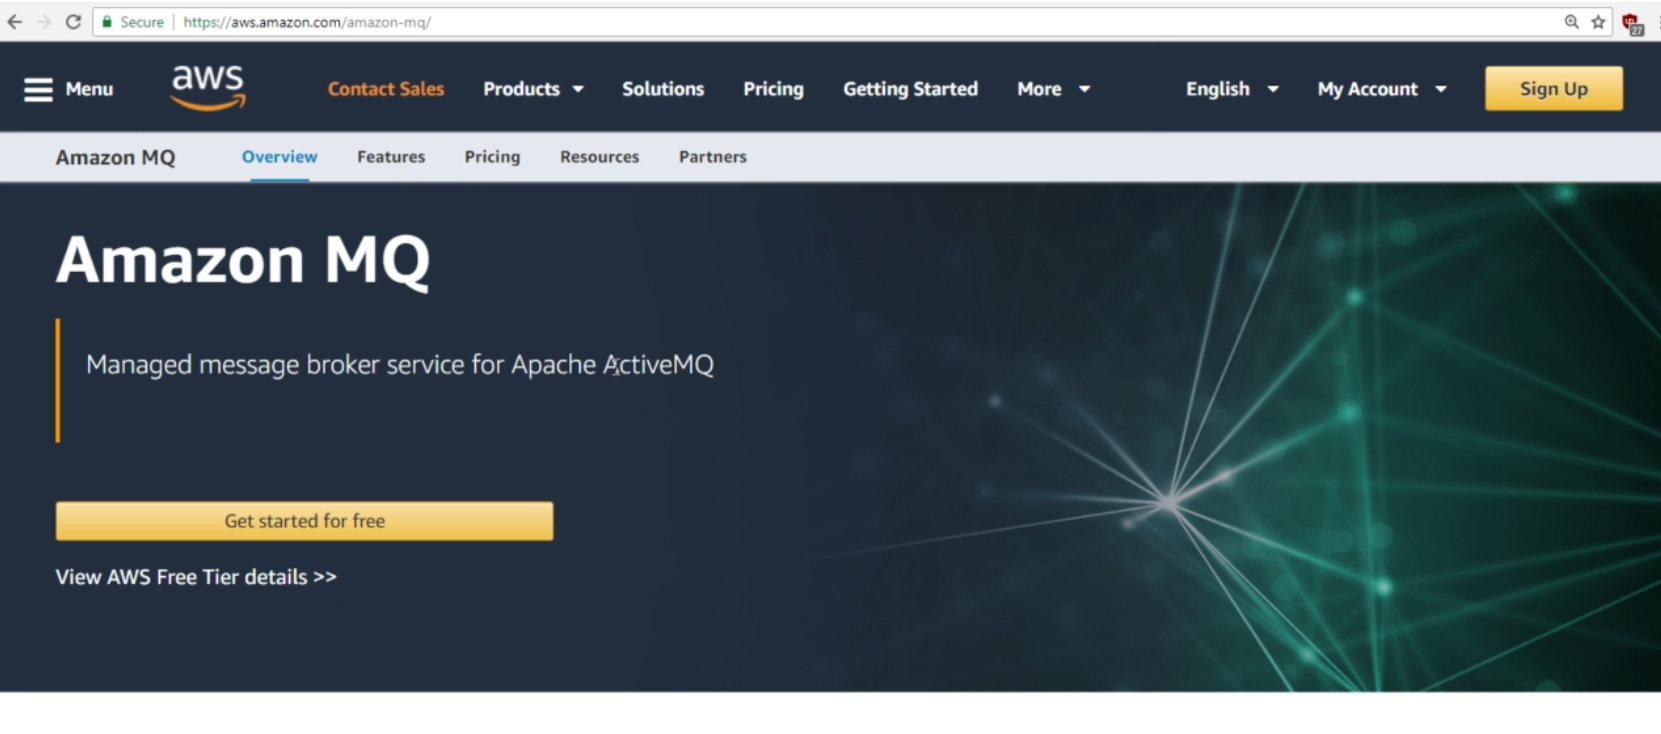 Secure | https://aws.amazon.com/amazon-mq/
27
Menu aws Contact Sales Products Solutions Pricing Getting Started More English My Account Sign Up
Amazon MQ Overview Features Pricing Resources Partners
Amazon MQ
Managed message broker service for Apache ActiveMQ
Get started for free
View AWS Free Tier details >>